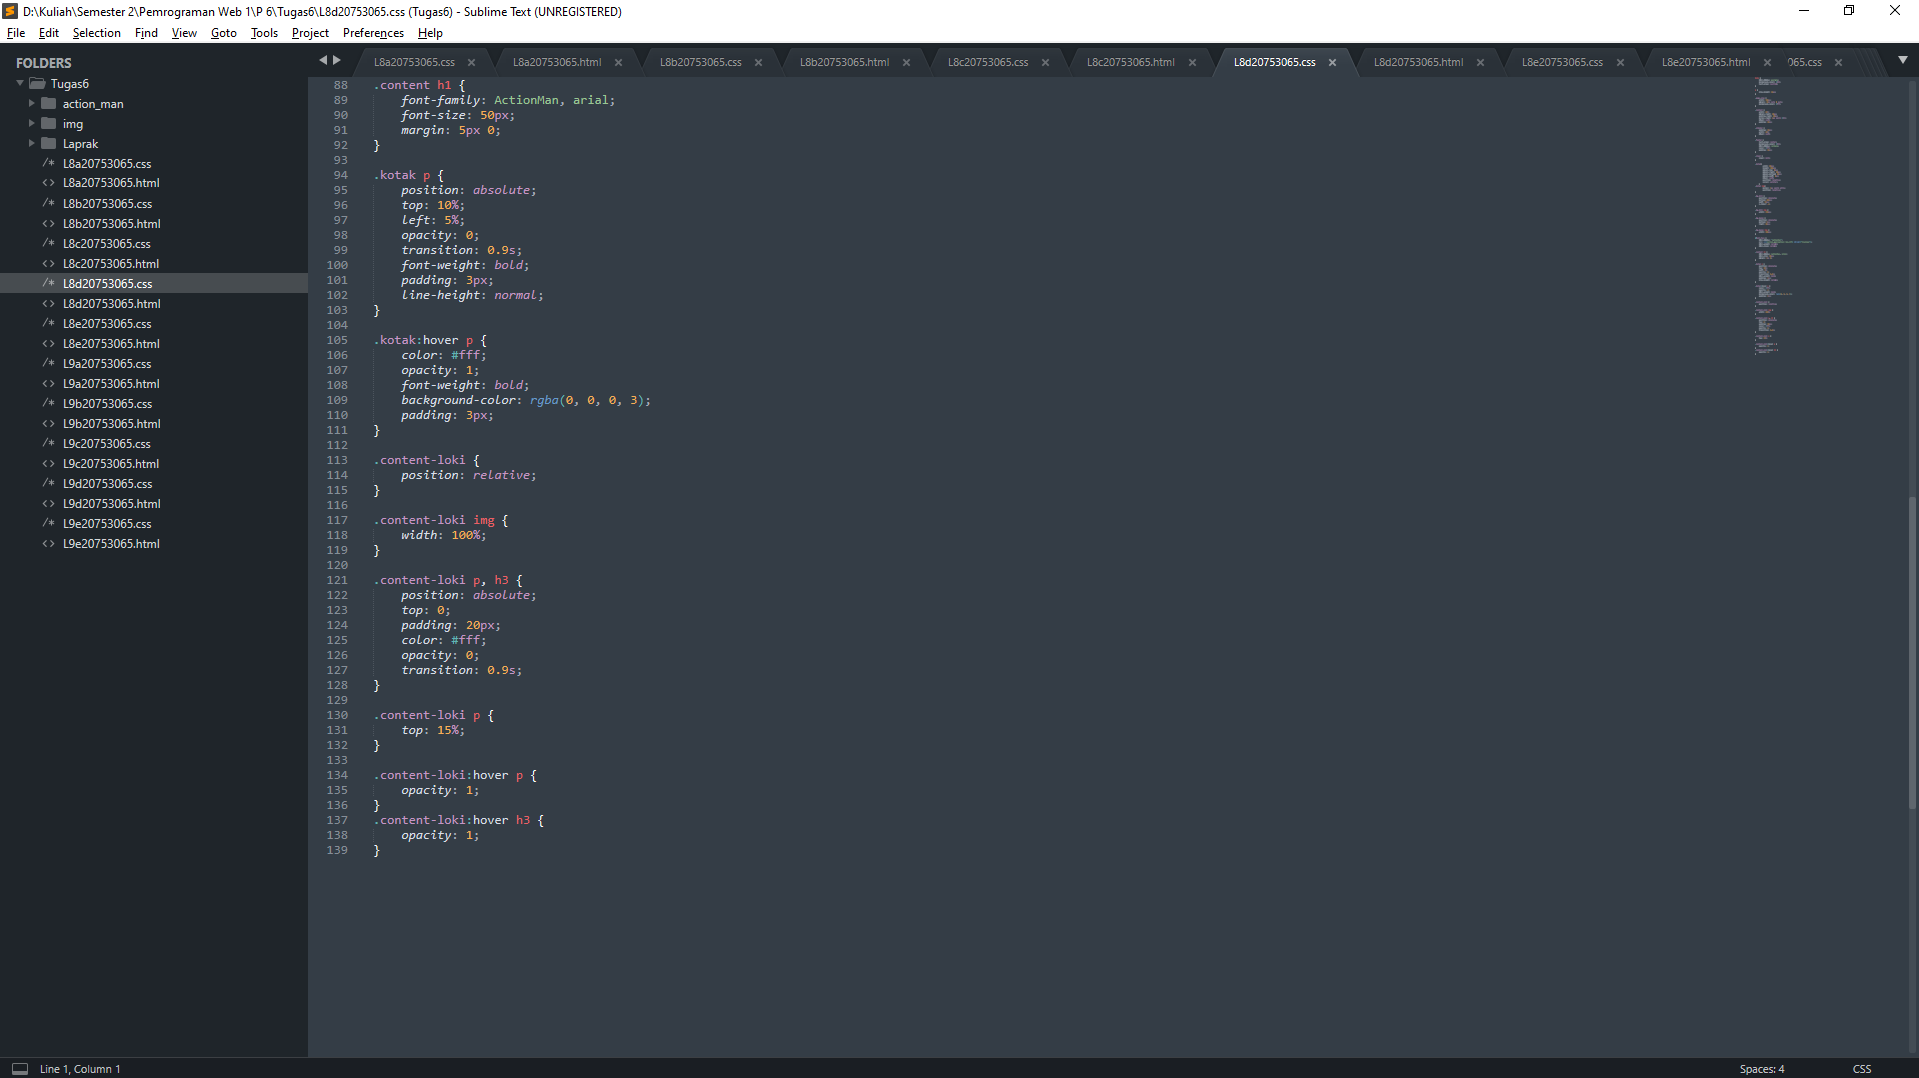 D:\Kuliah\Semester 2\Pemrograman Web 1\P 6\Tugas6\L8d20753065.css (Tugas6) - Sublime Text (UNREGISTERED)
File Edit Selection Find View Goto Tools Project Preferences Help
FOLDERS
Tugas6
action_man
img
Laprak
/* L8a20753065.css
<> L8a20753065.html
/* L8b20753065.css
<> L8b20753065.html
/* L8c20753065.css
<> L8c20753065.html
/* L8d20753065.css
<> L8d20753065.html
/* L8e20753065.css
<> L8e20753065.html
/* L9a20753065.css
<> L9a20753065.html
/* L9b20753065.css
<> L9b20753065.html
/* L9c20753065.css
<> L9c20753065.html
/* L9d20753065.css
<> L9d20753065.html
/* L9e20753065.css
<> L9e20753065.html
L8a20753065.css L8a20753065.html L8b20753065.css L8b20753065.html L8c20753065.css L8c20753065.html L8d20753065.css L8d20753065.html L8e20753065.css L8e20753065.html 065.css
88 .content h1 {
89 font-family: ActionMan, arial;
90 font-size: 50px;
91 margin: 5px 0;
92 }
93
94 .kotak p {
95 position: absolute;
96 top: 10%;
97 left: 5%;
98 opacity: 0;
99 transition: 0.9s;
100 font-weight: bold;
101 padding: 3px;
102 line-height: normal;
103 }
104
105 .kotak:hover p {
106 color: #fff;
107 opacity: 1;
108 font-weight: bold;
109 background-color: rgba(0, 0, 0, 3);
110 padding: 3px;
111 }
112
113 .content-loki {
114 position: relative;
115 }
116
117 .content-loki img {
118 width: 100%;
119 }
120
121 .content-loki p, h3 {
122 position: absolute;
123 top: 0;
124 padding: 20px;
125 color: #fff;
126 opacity: 0;
127 transition: 0.9s;
128 }
129
130 .content-loki p {
131 top: 15%;
132 }
133
134 .content-loki:hover p {
135 opacity: 1;
136 }
137 .content-loki:hover h3 {
138 opacity: 1;
139 }
Line 1, Column 1
Spaces: 4
CSS